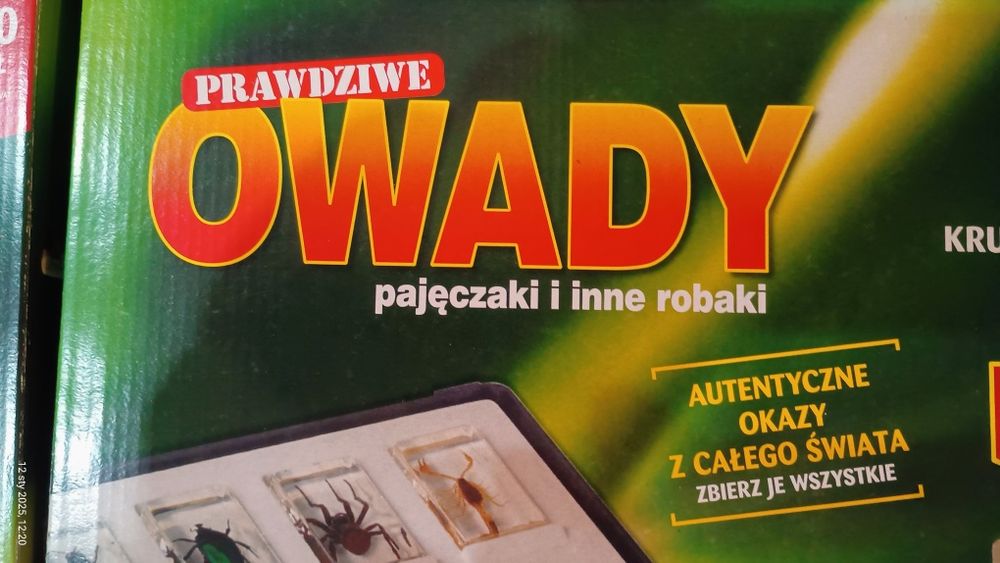 PRAWDZIWE
OWADY
pajęczaki i inne robaki
KRU
AUTENTYCZNE
OKAZY
Z CAŁEGO ŚWIATA
ZBIERZ JE WSZYSTKIE
12 sty 2025, 12:20